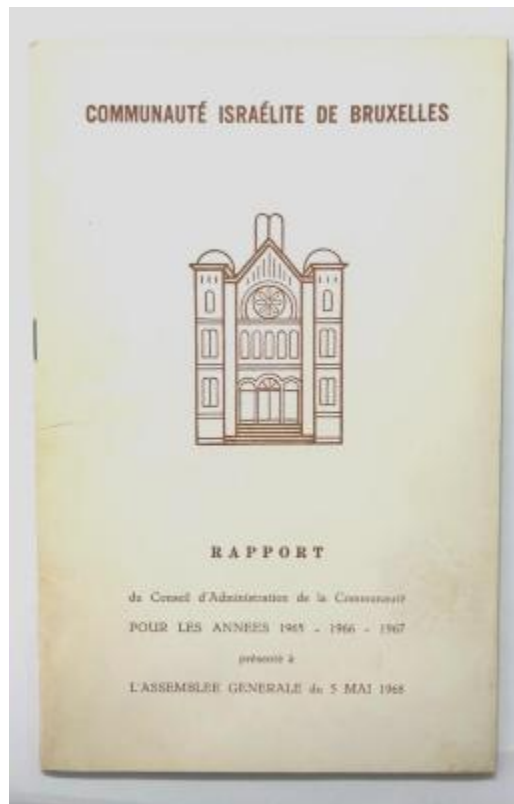 COMMUNAUTÉ ISRAÉLITE DE BRUXELLES
RAPPORT
du Conseil d'Administration de la Communauté
POUR LES ANNEES 1965 - 1966 - 1967
présenté à
L'ASSEMBLEE GENERALE du 5 MAI 1968